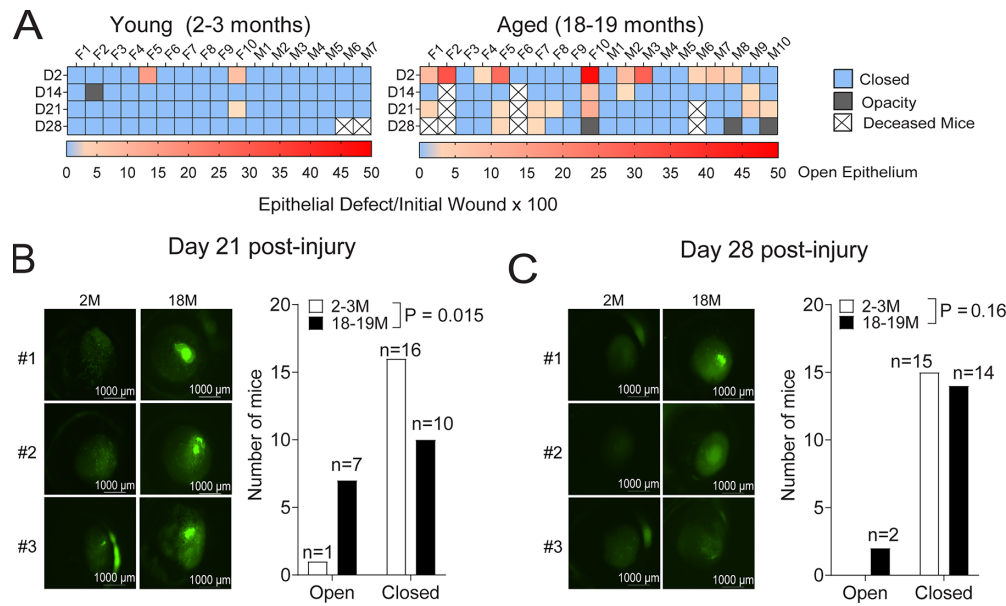 A
Young (2-3 months)
Aged (18-19 months)
F1 F2 F3 F4 F5 F6 F7 F8 F9 F10 M1 M2 M3 M4 M5 M6 M7
F1 F2 F3 F4 F5 F6 F7 F8 F9 F10 M1 M2 M3 M4 M5 M6 M7 M8 M9 M10
D2
D14
D21
D28
D2
D14
D21
D28
Closed
Opacity
Deceased Mice
0 5 10 15 20 25 30 35 40 45 50
0 5 10 15 20 25 30 35 40 45 50
Open Epithelium
Epithelial Defect/Initial Wound x 100
B
Day 21 post-injury
2M 18M
#1
1000 µm 1000 µm
#2
1000 µm 1000 µm
#3
1000 µm 1000 µm
Number of mice
20
15
10
5
0
2-3M
18-19M
P = 0.015
n=16
n=10
n=7
n=1
Open Closed
C
Day 28 post-injury
2M 18M
#1
1000 µm 1000 µm
#2
1000 µm 1000 µm
#3
1000 µm 1000 µm
Number of mice
20
15
10
5
0
2-3M
18-19M
P = 0.16
n=15
n=14
n=2
Open Closed